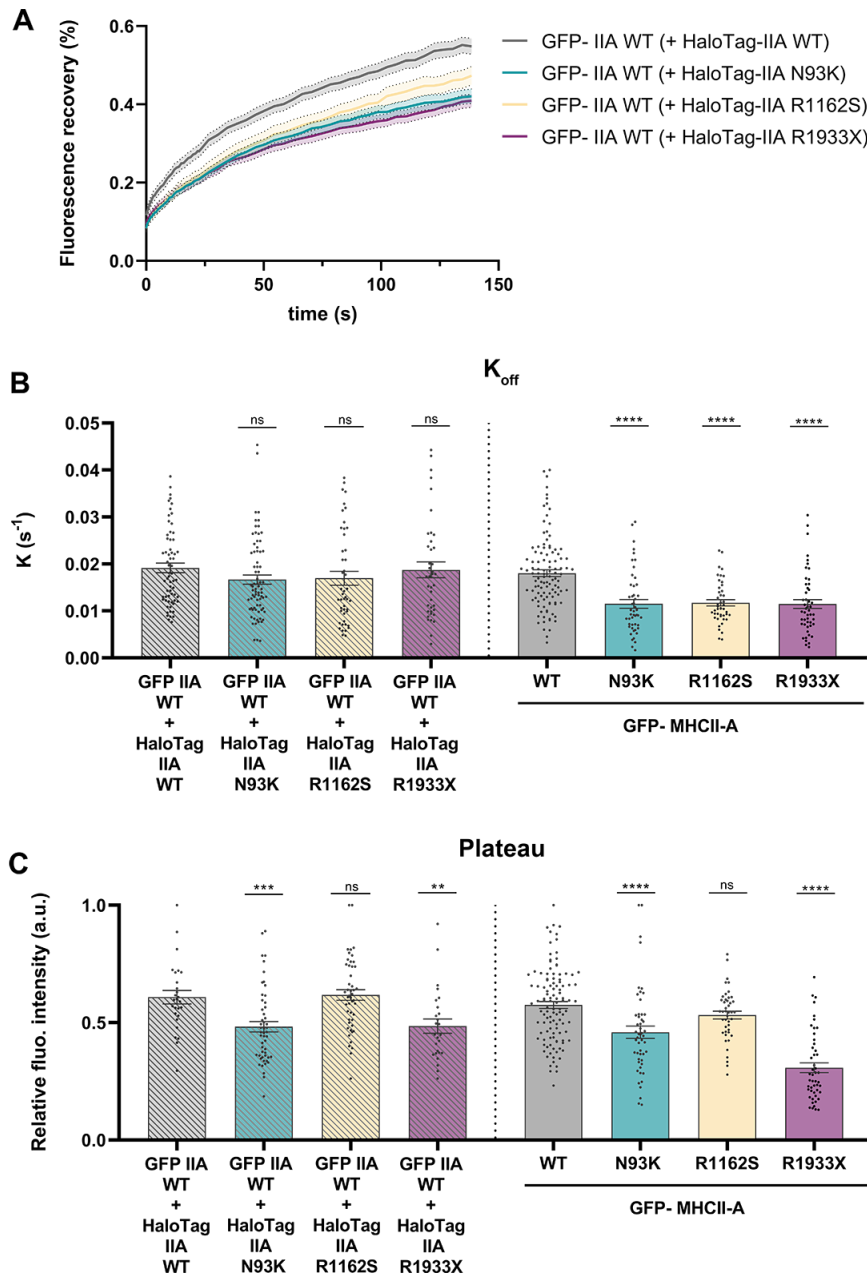 A
Fluorescence recovery (%)
0.6
0.4
0.2
0.0
0
50
100
150
time (s)
GFP- IIA WT (+ HaloTag-IIA WT)
GFP- IIA WT (+ HaloTag-IIA N93K)
GFP- IIA WT (+ HaloTag-IIA R1162S)
GFP- IIA WT (+ HaloTag-IIA R1933X)
B
Koff
K (s-1)
0.05
0.04
0.03
0.02
0.01
0.00
ns
ns
ns
****
****
****
GFP IIA
WT
+
HaloTag
IIA
WT
GFP IIA
WT
+
HaloTag
IIA
N93K
GFP IIA
WT
+
HaloTag
IIA
R1162S
GFP IIA
WT
+
HaloTag
IIA
R1933X
WT
N93K
R1162S
R1933X
GFP- MHCII-A
C
Plateau
Relative fluo. intensity (a.u.)
1.0
0.5
0.0
***
ns
**
****
ns
****
GFP IIA
WT
+
HaloTag
IIA
WT
GFP IIA
WT
+
HaloTag
IIA
N93K
GFP IIA
WT
+
HaloTag
IIA
R1162S
GFP IIA
WT
+
HaloTag
IIA
R1933X
WT
N93K
R1162S
R1933X
GFP- MHCII-A